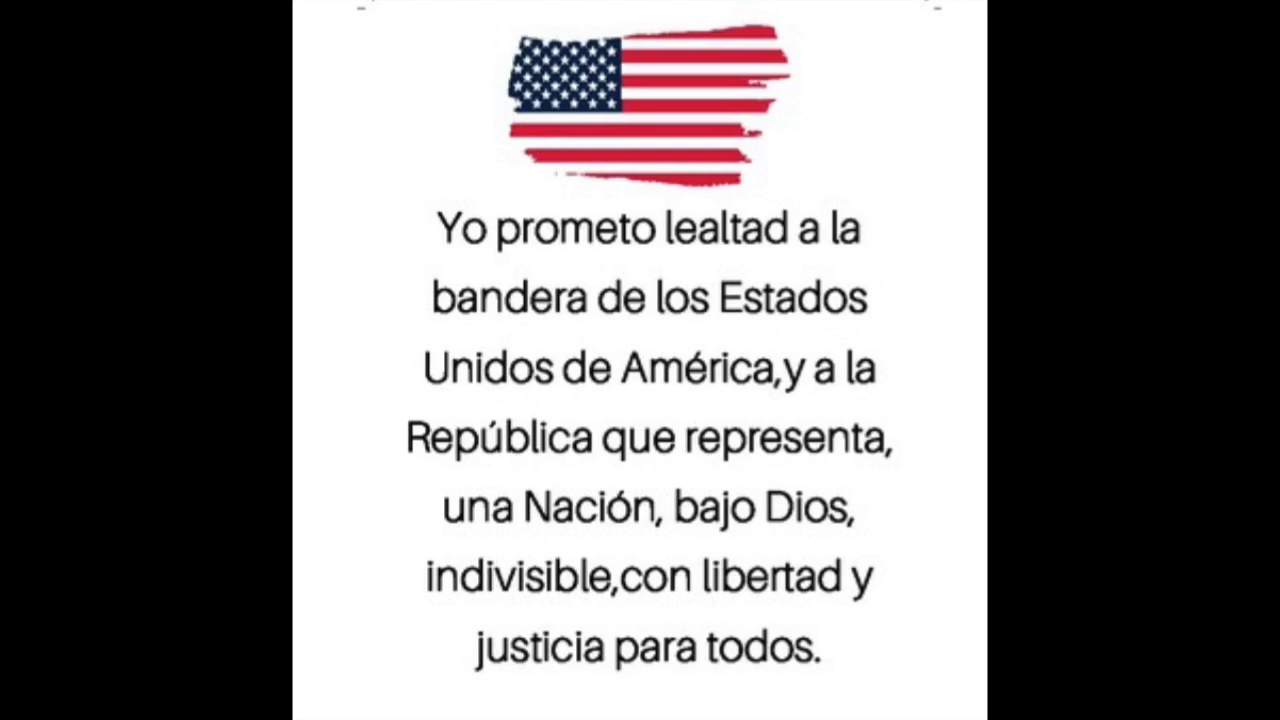 Yo prometo lealtad a la
bandera de los Estados
Unidos de América,y a la
República que representa,
una Nación, bajo Dios,
indivisible,con libertad y
justicia para todos.